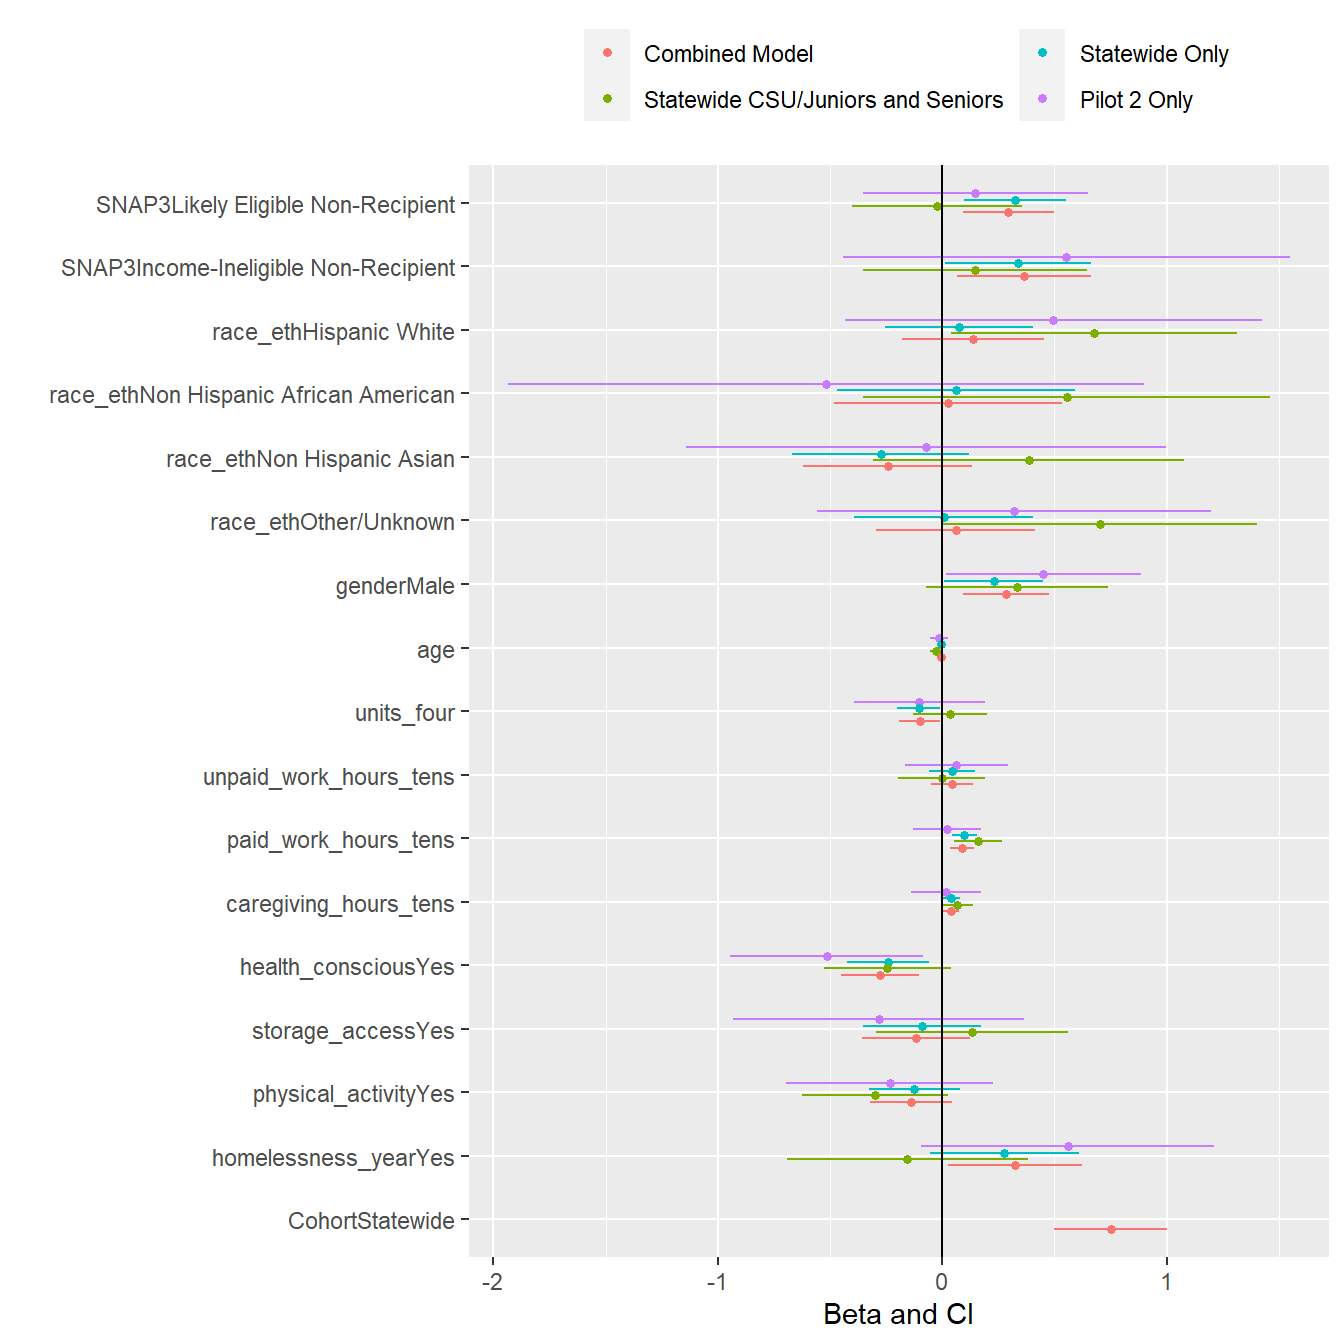 Combined Model
Statewide Only
Statewide CSU/Juniors and Seniors
Pilot 2 Only
SNAP3Likely Eligible Non-Recipient
SNAP3Income-Ineligible Non-Recipient
race_ethHispanic White
race_ethNon Hispanic African American
race_ethNon Hispanic Asian
race_ethOther/Unknown
genderMale
age
units_four
unpaid_work_hours_tens
paid_work_hours_tens
caregiving_hours_tens
health_consciousYes
storage_accessYes
physical_activityYes
homelessness_yearYes
CohortStatewide
-2 -1 0 1
Beta and CI